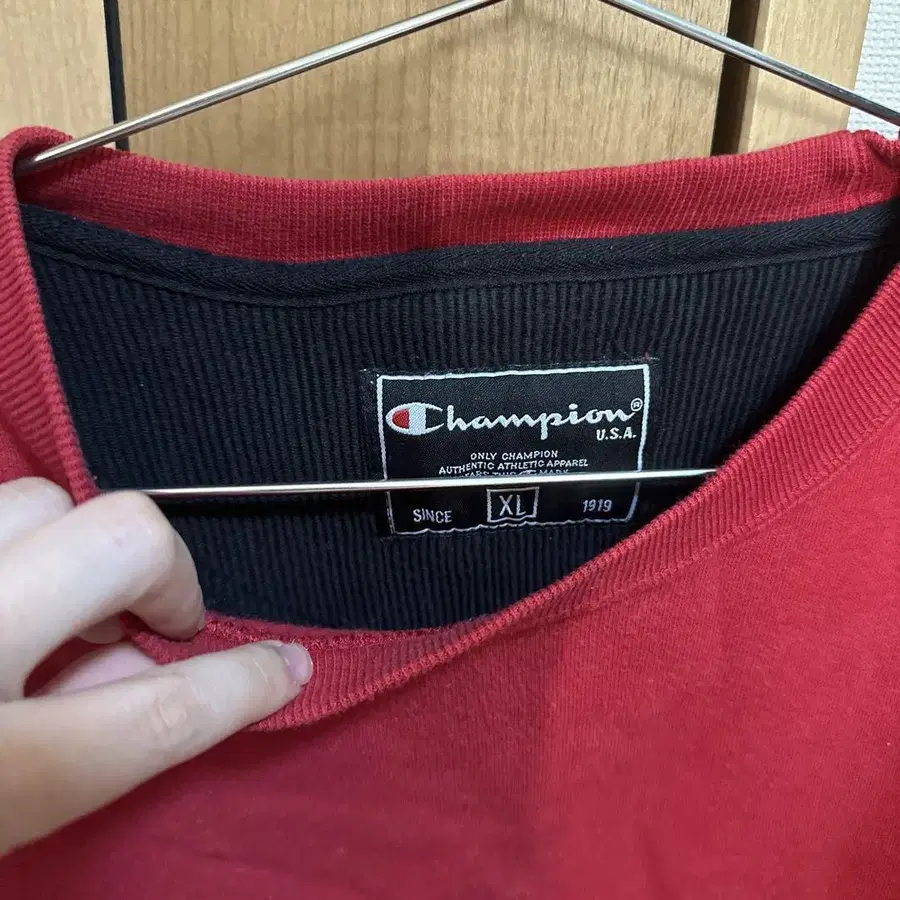 Champion®
U.S.A.
ONLY CHAMPION
AUTHENTIC ATHLETIC APPAREL
SINCE XL 1919